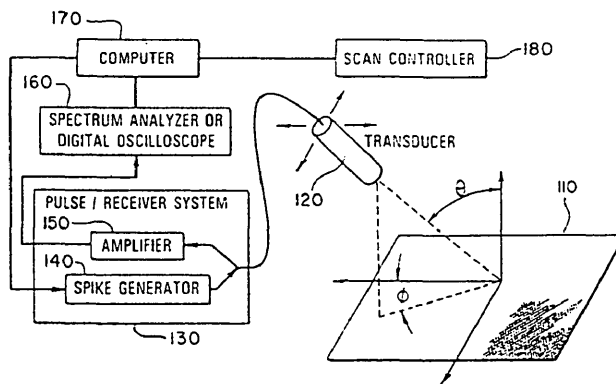 170
COMPUTER
SCAN CONTROLLER
180
160
SPECTRUM ANALYZER OR
DIGITAL OSCILLOSCOPE
TRANSDUCER
120
θ
110
PULSE / RECEIVER SYSTEM
150
AMPLIFIER
140
SPIKE GENERATOR
ϕ
130